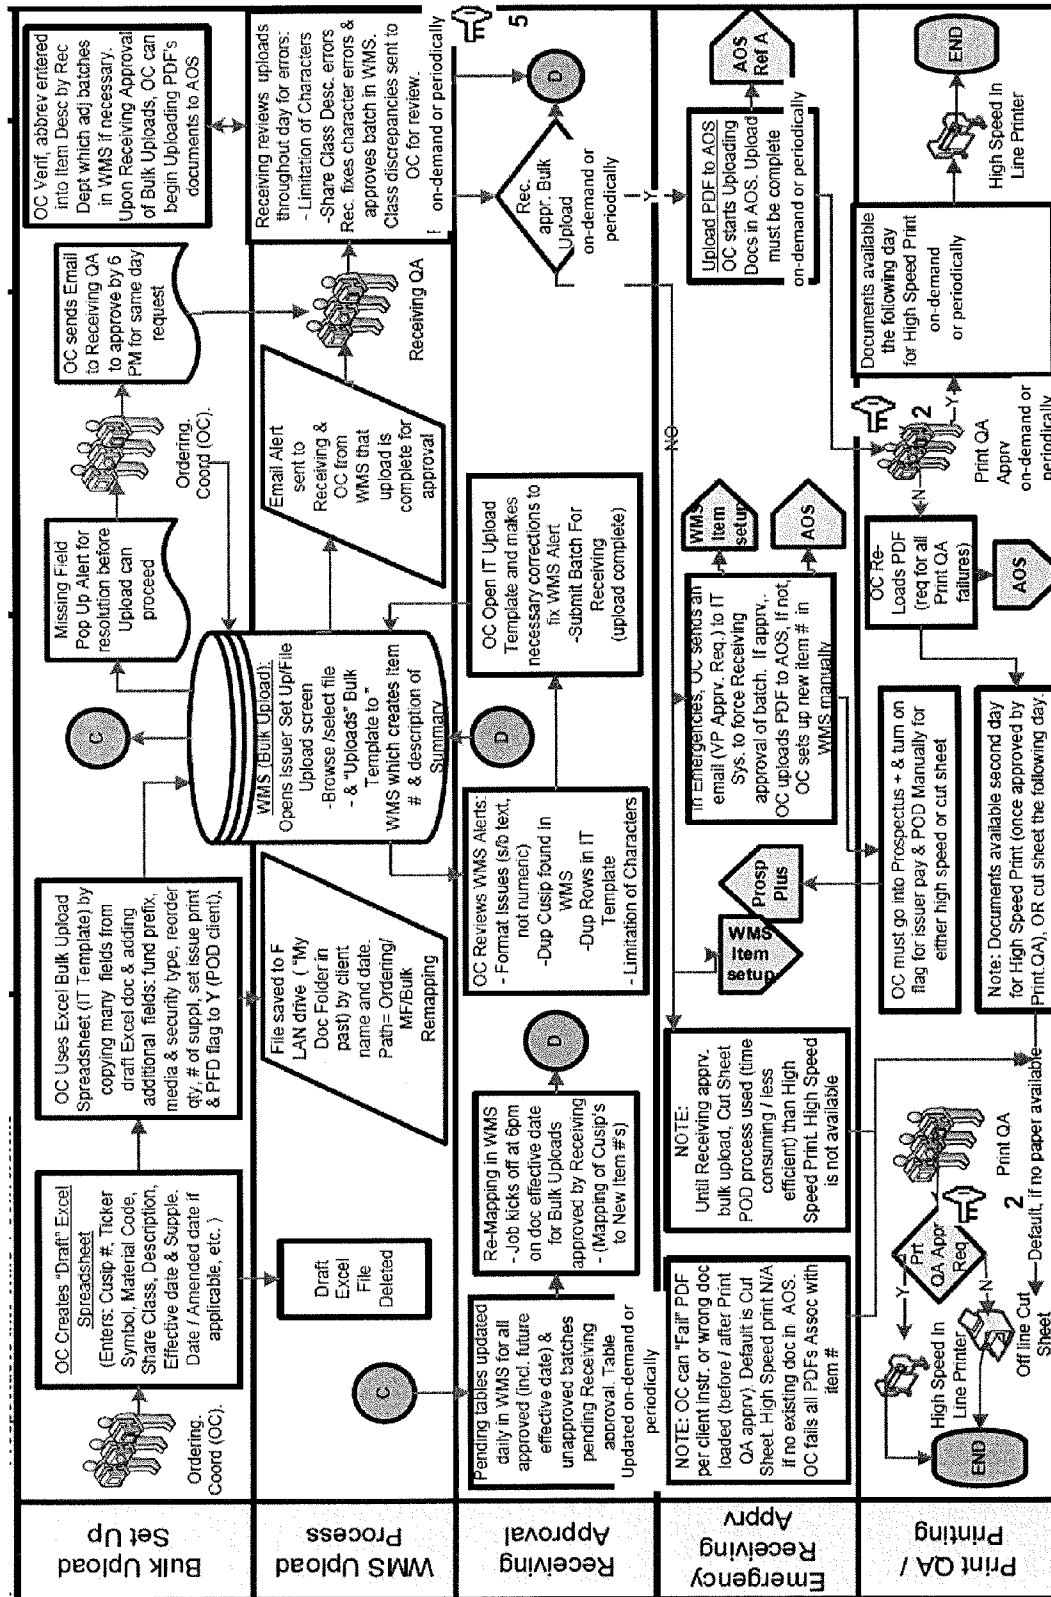 Bulk Upload
Set Up
Ordering.
Coord (OC).
OC Creates "Draft" Excel
Spreadsheet
(Enters: Cusip #, Ticker
Symbol, Material Code,
Share Class, Description,
Effective date & Supple.
Date / Amended date if
applicable, etc.)
OC Uses Excel Bulk Upload
Spreadsheet (IT Template) by
copying many fields from
draft Excel doc & adding
additional fields: fund prefix,
media & security type, reorder
qty, # of suppl, set issue print
& PFD flag to Y (POD client),
C
Missing Field
Pop Up Alert for
resolution before
Upload can
proceed
Ordering.
Coord (OC).
OC sends Email
to Receiving QA
to approve by 6
PM for same day
request
OC Verif, abbrev entered
into Item Desc by Rec
Dept which adj batches
in WMS if necessary.
Upon Receiving Approval
of Bulk Uploads, OC can
begin Uploading PDF's
documents to AOS
WMS Upload
Process
Draft
Excel
File
Deleted
File saved to F
LAN drive ( "My
Doc Folder in
past) by client
name and date.
Path= Ordering/
MF/Bulk
Remapping
WMS (Bulk Upload):
Opens Issuer Set Up/File
Upload screen
-Browse /select file
- & "Uploads" Bulk
Template to"
WMS which creates Item
# & description of
Summary
Email Alert
sent to
Receiving &
OC from
WMS that
upload is
complete for
approval
Receiving QA
Receiving reviews uploads
throughout day for errors:
- Limitation of Characters
-Share Class Desc. errors
Rec. fixes character errors &
approves batch in WMS.
Class discrepancies sent to
OC for review.
on-demand or periodically
5
Receiving
Approval
C
Pending tables updated
daily in WMS for all
approved (incl. future
effective date) &
unapproved batches
pending Receiving
approval. Table
Updated on-demand or
periodically
Re-Mapping in WMS
- Job kicks off at 6pm
on doc effective date
for Bulk Uploads
approved by Receiving
- (Mapping of Cusip's
to New Item #'s)
D
OC Reviews WMS Alerts:
- Format Issues (s/b text,
not numeric)
-Dup Cusip found in
WMS
-Dup Rows in IT
Template
- Limitation of Characters
D
OC Open IT Upload
Template and makes
necessary corrections to
fix WMS Alert
-Submit Batch For
Receiving
(upload complete)
Rec.
appr. Bulk
Upload
on-demand or
periodically
D
NO
Y
Emergency
Receiving
Apprv
NOTE: OC can "Fail" PDF
per client instr. or wrong doc
loaded (before / after Print
QA apprv). Default is Cut
Sheet. High Speed print N/A
if no existing doc in AOS.
OC fails all PDFs Assoc with
item #
NOTE:
Until Receiving apprv.
bulk upload, Cut Sheet
POD process used (time
consuming / less
efficient) than High
Speed Print. High Speed
is not available
WMS
Item
setup
Prosp
Plus
In Emergencies, OC sends an
email (VP Apprv. Req.) to IT
Sys. to force Receiving
approval of batch. If apprv.,
OC uploads PDF to AOS, If not,
OC sets up new item # in
WMS manually
WMS
Item
setup
AOS
Upload PDF to AOS
OC starts Uploading
Docs in AOS. Upload
must be complete
on-demand or periodically
AOS
Ref A
Print QA /
Printing
END
High Speed In
Line Printer
Prt
QA Appr
Req
Y
N
2
Print QA
Off line Cut
Sheet
Default, if no paper available
OC must go into Prospectus + & turn on
flag for issuer pay & POD Manually for
either high speed or cut sheet
Note: Documents available second day
for High Speed Print (once approved by
Print QA), OR cut sheet the following day.
OC Re-
Loads PDF
(req for all
Print QA
failures)
AOS
N
Print QA
Apprv
on-demand or
periodically
2
Y
Documents available
the following day
for High Speed Print
on-demand
or periodically
High Speed In
Line Printer
END